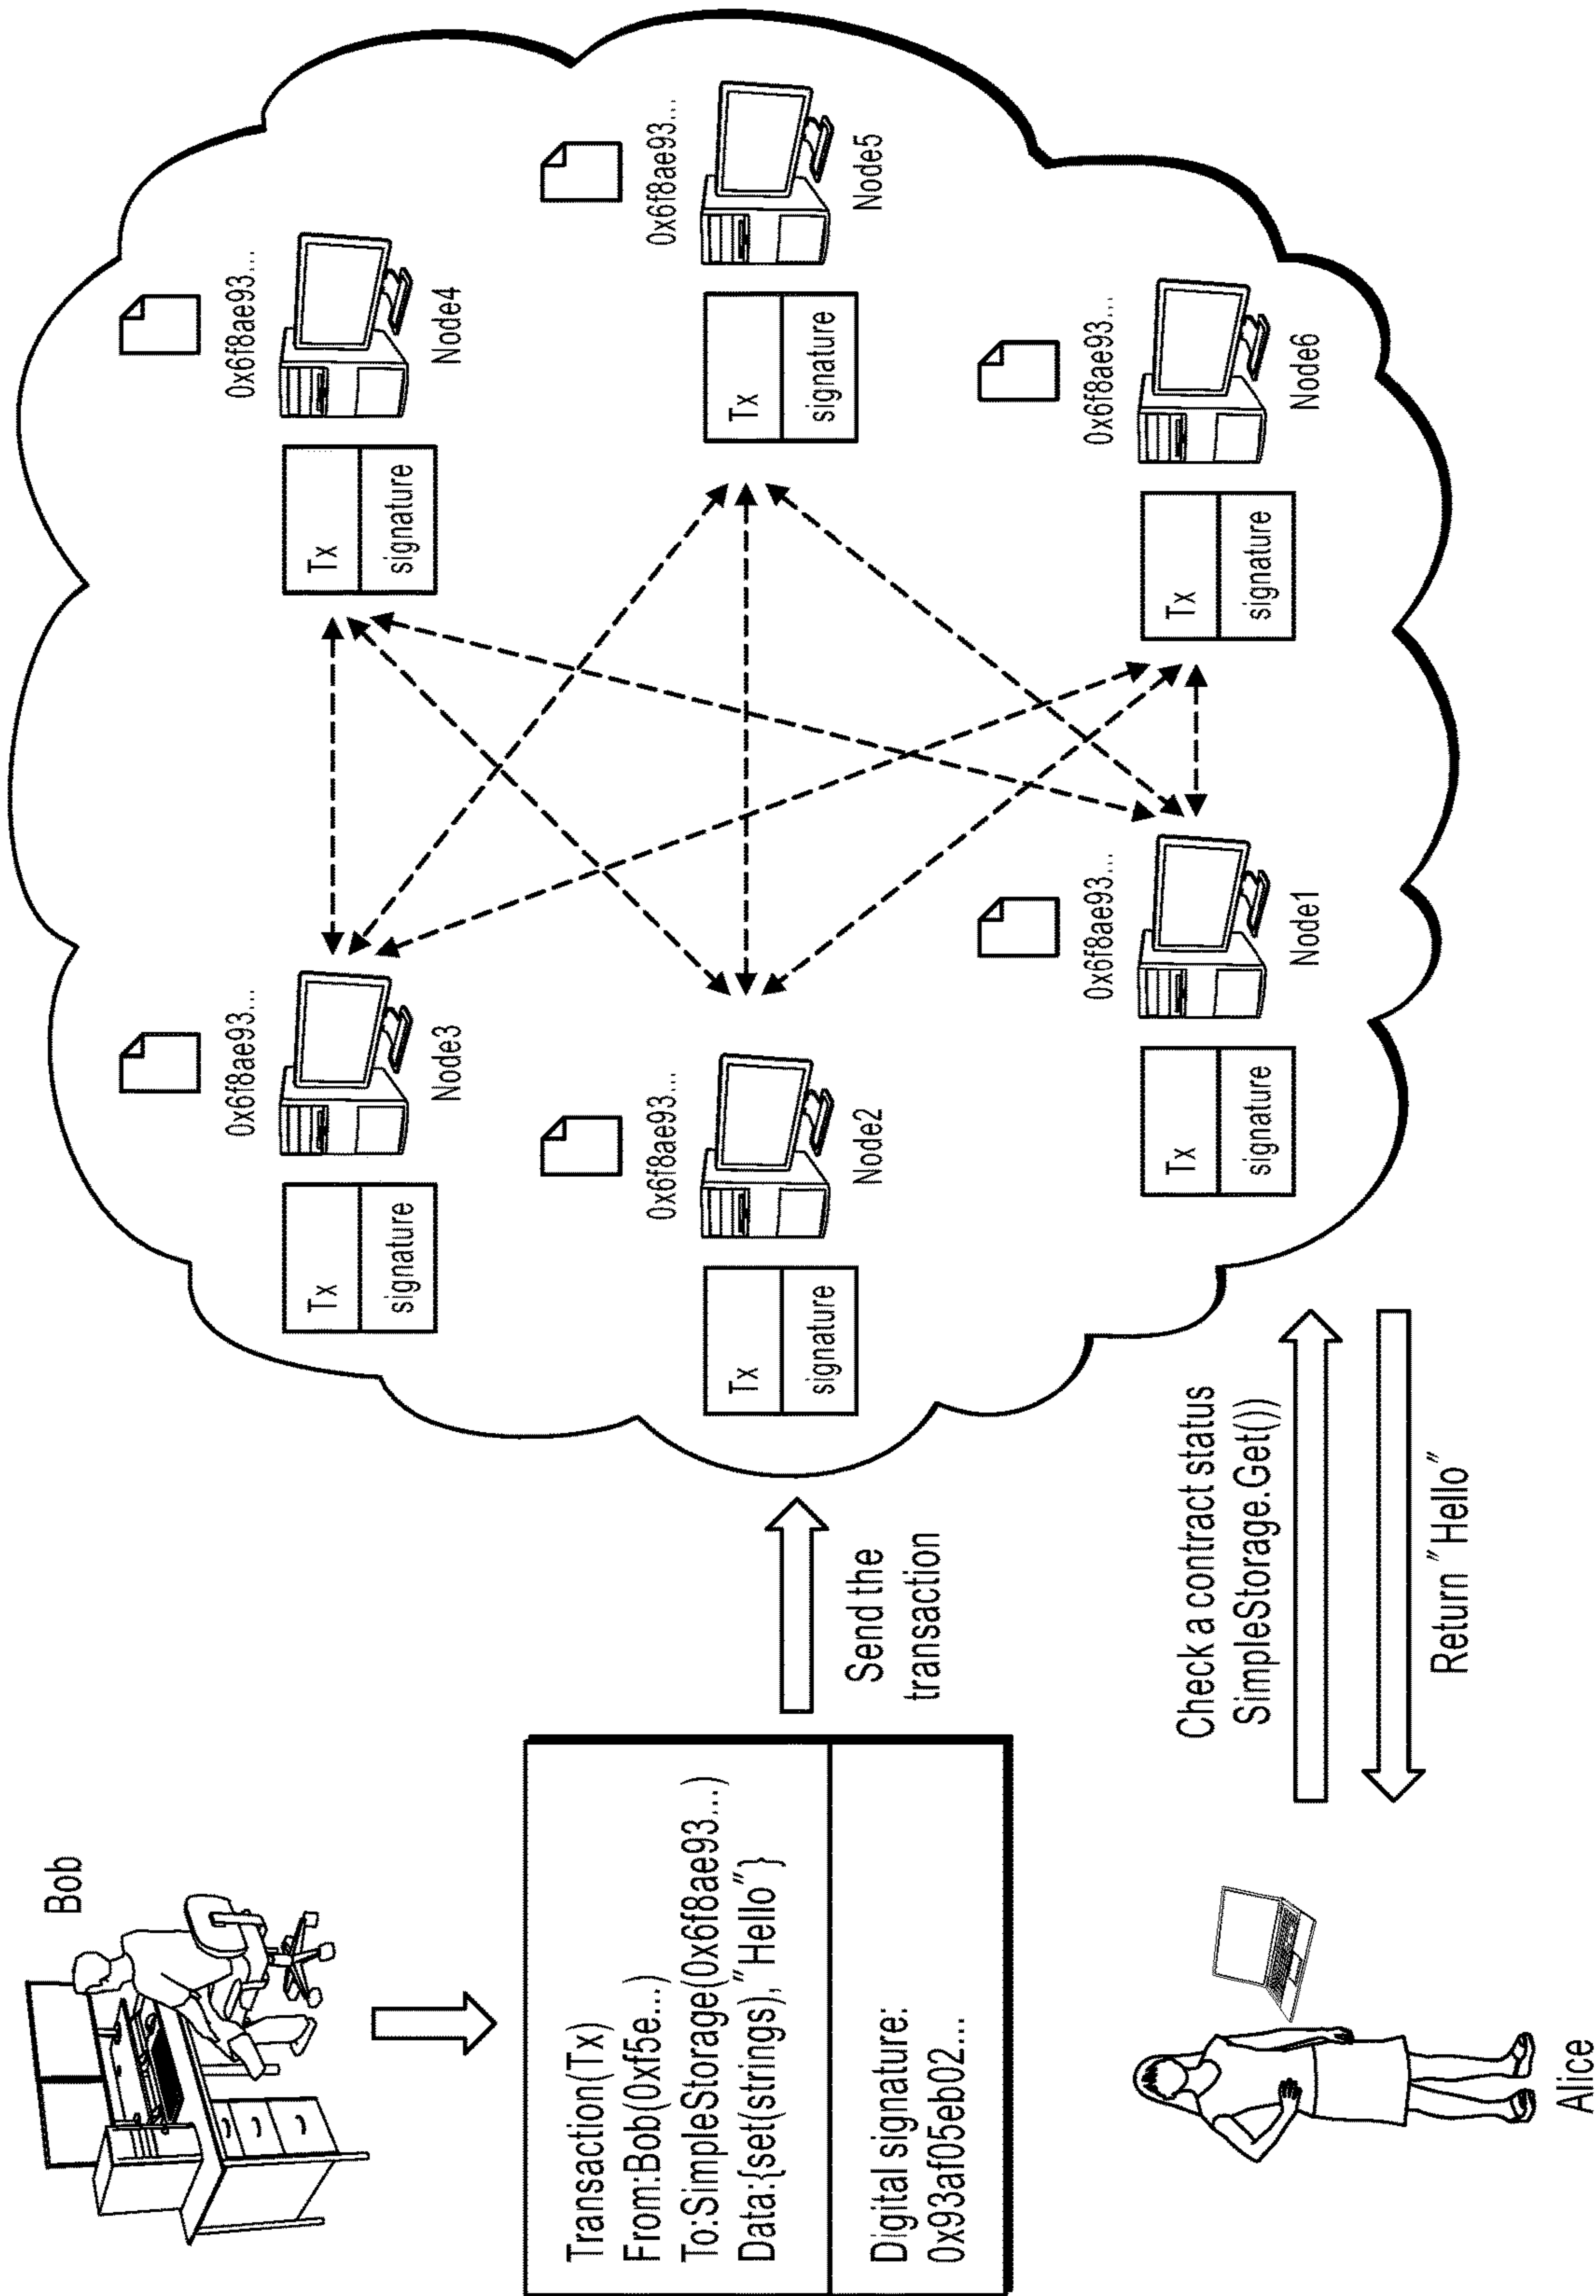 Bob
Transaction(Tx)
From:Bob(0xf5e...)
To:SimpleStorage(0x6f8ae93...)
Data:{set(strings),"Hello"}
Digital signature:
0x93af05eb02...
Send the
transaction
Alice
Check a contract status
SimpleStorage.Get())
Return "Hello"
0x6f8ae93...
Tx
signature
Node3
0x6f8ae93...
Tx
signature
Node4
0x6f8ae93...
Tx
signature
Node2
0x6f8ae93...
Tx
signature
Node5
0x6f8ae93...
Tx
signature
Node1
0x6f8ae93...
Tx
signature
Node6